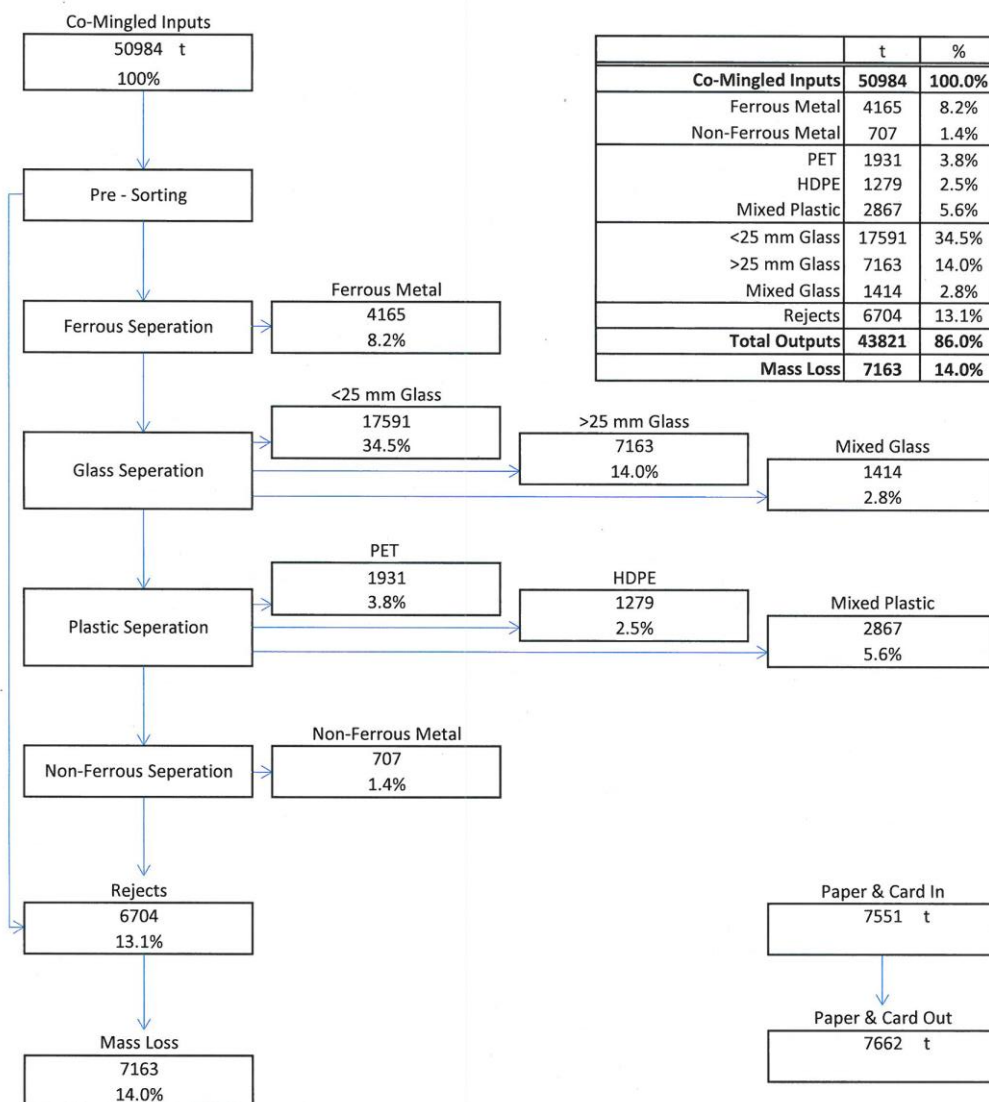 Co-Mingled Inputs
50984 t
100%
t %
Co-Mingled Inputs 50984 100.0%
Ferrous Metal 4165 8.2%
Non-Ferrous Metal 707 1.4%
PET 1931 3.8%
HDPE 1279 2.5%
Mixed Plastic 2867 5.6%
<25 mm Glass 17591 34.5%
>25 mm Glass 7163 14.0%
Mixed Glass 1414 2.8%
Rejects 6704 13.1%
Total Outputs 43821 86.0%
Mass Loss 7163 14.0%
Pre - Sorting
Ferrous Seperation
Ferrous Metal
4165
8.2%
Glass Seperation
<25 mm Glass
17591
34.5%
>25 mm Glass
7163
14.0%
Mixed Glass
1414
2.8%
Plastic Seperation
PET
1931
3.8%
HDPE
1279
2.5%
Mixed Plastic
2867
5.6%
Non-Ferrous Seperation
Non-Ferrous Metal
707
1.4%
Rejects
6704
13.1%
Mass Loss
7163
14.0%
Paper & Card In
7551 t
Paper & Card Out
7662 t